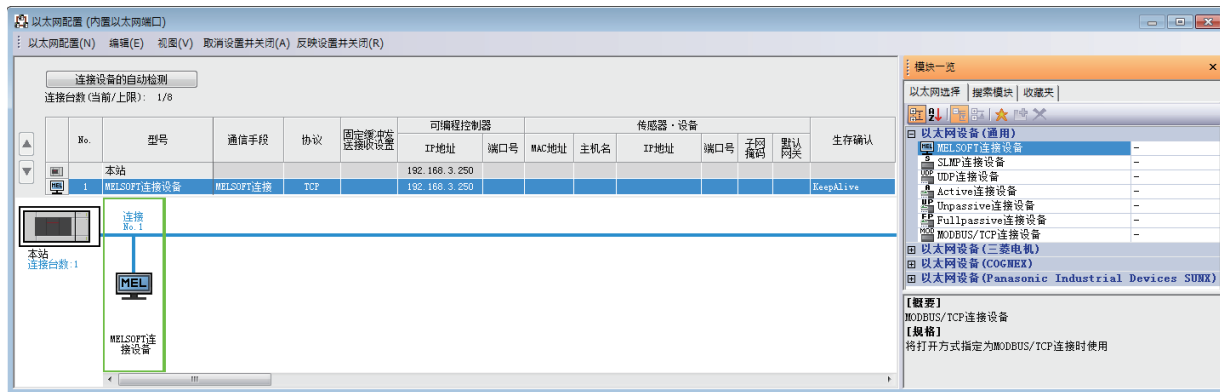 以太网配置 (内置以太网端口)
以太网配置(N) 编辑(E) 视图(V) 取消设置并关闭(A) 反映设置并关闭(R)
连接设备的自动检测
连接台数(当前/上限): 1/8
可编程控制器 传感器・设备
No. 型号 通信手段 协议 固定缓冲发送接收设置 IP地址 端口号 MAC地址 主机名 IP地址 端口号 子网掩码 默认网关 生存确认
本站 192.168.3.250
1 MELSOFT连接设备 MELSOFT连接 TCP 192.168.3.250 KeepAlive
连接
No.1
本站
连接台数:1
MEL
MELSOFT连
接设备
模块一览
以太网选择 搜索模块 收藏夹
以太网设备(通用)
MELSOFT连接设备 -
SLMP连接设备 -
UDP连接设备 -
Active连接设备 -
Unpassive连接设备 -
Fullpassive连接设备 -
MODBUS/TCP连接设备 -
以太网设备(三菱电机)
以太网设备(COGNEX)
以太网设备(Panasonic Industrial Devices SUNX)
[概要]
MODBUS/TCP连接设备
[规格]
将打开方式指定为MODBUS/TCP连接时使用